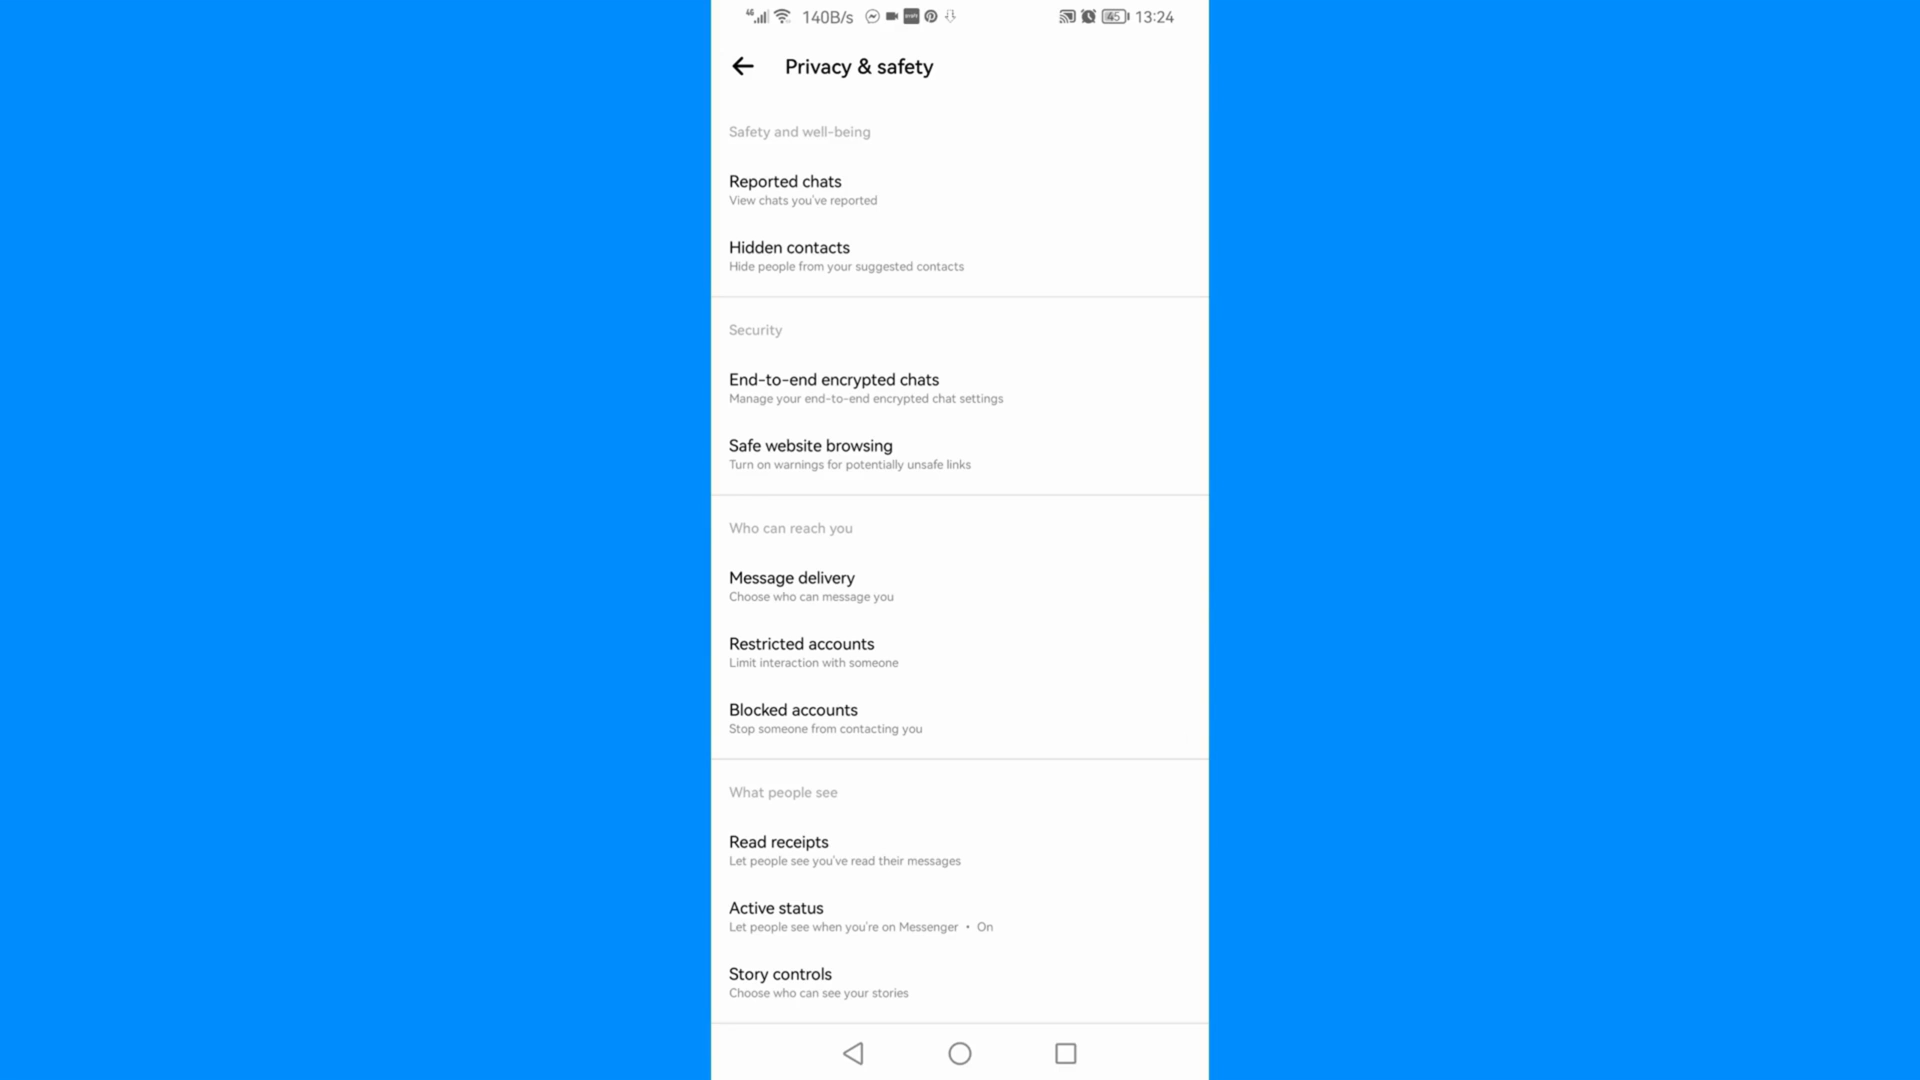 4G 140B/s 45 13:24
Privacy & safety
Safety and well-being
Reported chats
View chats you've reported
Hidden contacts
Hide people from your suggested contacts
Security
End-to-end encrypted chats
Manage your end-to-end encrypted chat settings
Safe website browsing
Turn on warnings for potentially unsafe links
Who can reach you
Message delivery
Choose who can message you
Restricted accounts
Limit interaction with someone
Blocked accounts
Stop someone from contacting you
What people see
Read receipts
Let people see you've read their messages
Active status
Let people see when you're on Messenger • On
Story controls
Choose who can see your stories